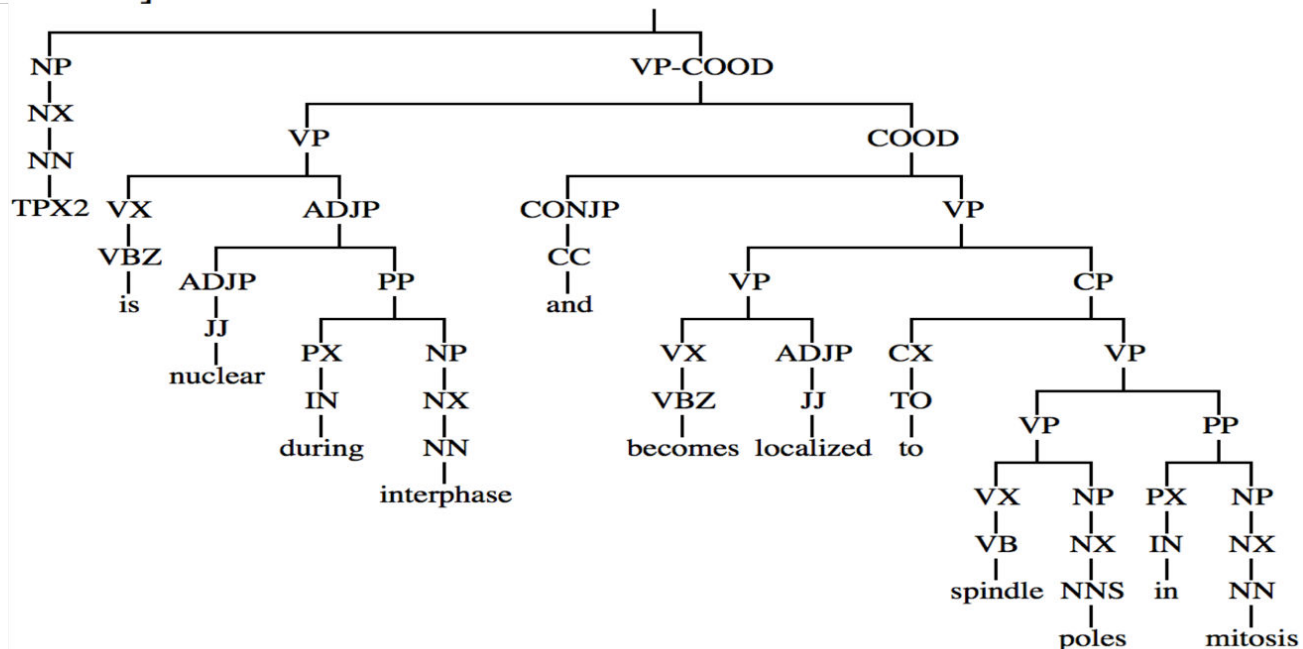 NP VP-COOD
NX
VP COOD
NN
TPX2 VX ADJP CONJP VP
VBZ CC
ADJP PP VP CP
is and
JJ
PX NP VX ADJP CX VP
nuclear
IN NX VBZ JJ TO
VP PP
during NN becomes localized to
interphase VX NP PX NP
VB NX IN NX
spindle NNS in NN
poles mitosis